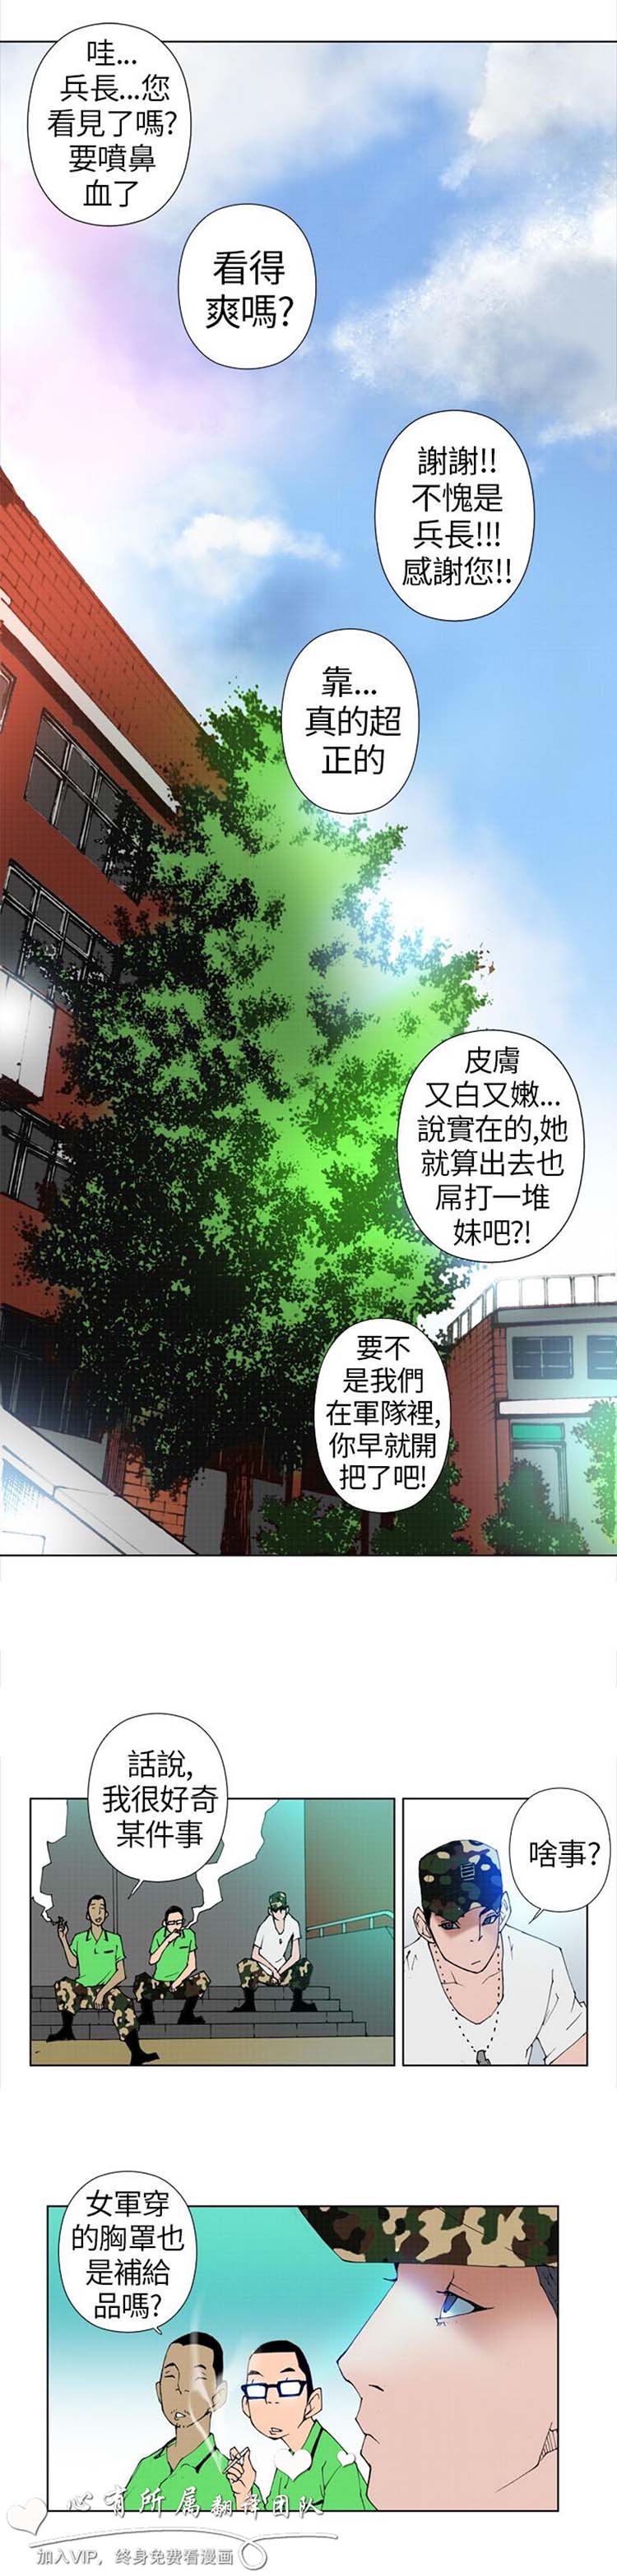 哇...
兵長...您
看見了嗎?
要噴鼻
血了
看得
爽嗎?
謝謝!!
不愧是
兵長!!!
感謝您!!
靠...
真的超
正的
皮膚
又白又嫩...
說實在的,她
就算出去也
屌打一堆
妹吧?!
要不
是我們
在軍隊裡,
你早就開
把了吧!
話說,
我很好奇
某件事
啥事?
女軍穿
的胸罩也
是補給
品嗎?
心有所属翻译团队
加入VIP，终身免费看漫画